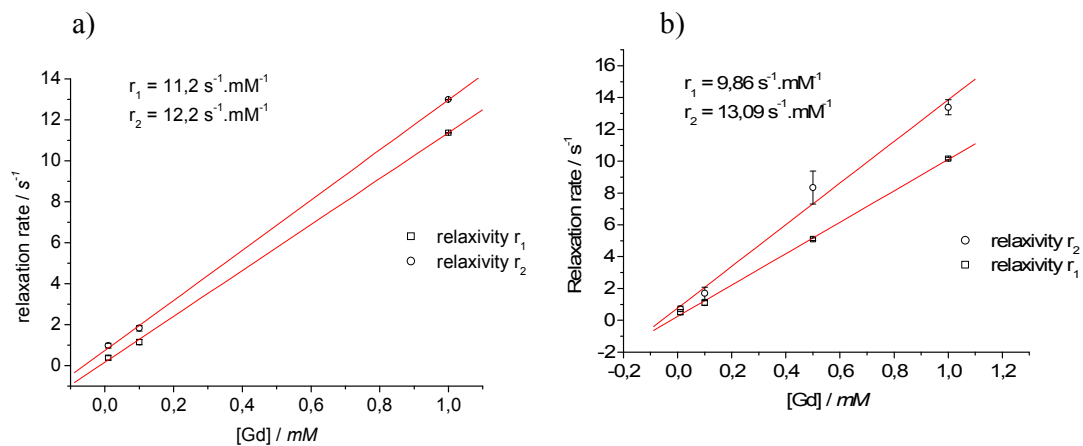 a)
r₁ = 11,2 s⁻¹.mM⁻¹
r₂ = 12,2 s⁻¹.mM⁻¹
14
12
10
8
6
4
2
0
relaxation rate / s⁻¹
relaxivity r₁
relaxivity r₂
0,0 0,2 0,4 0,6 0,8 1,0
[Gd] / mM
b)
r₁ = 9,86 s⁻¹.mM⁻¹
r₂ = 13,09 s⁻¹.mM⁻¹
16
14
12
10
8
6
4
2
0
-2
Relaxation rate / s⁻¹
relaxivity r₂
relaxivity r₁
-0,2 0,0 0,2 0,4 0,6 0,8 1,0 1,2
[Gd] / mM